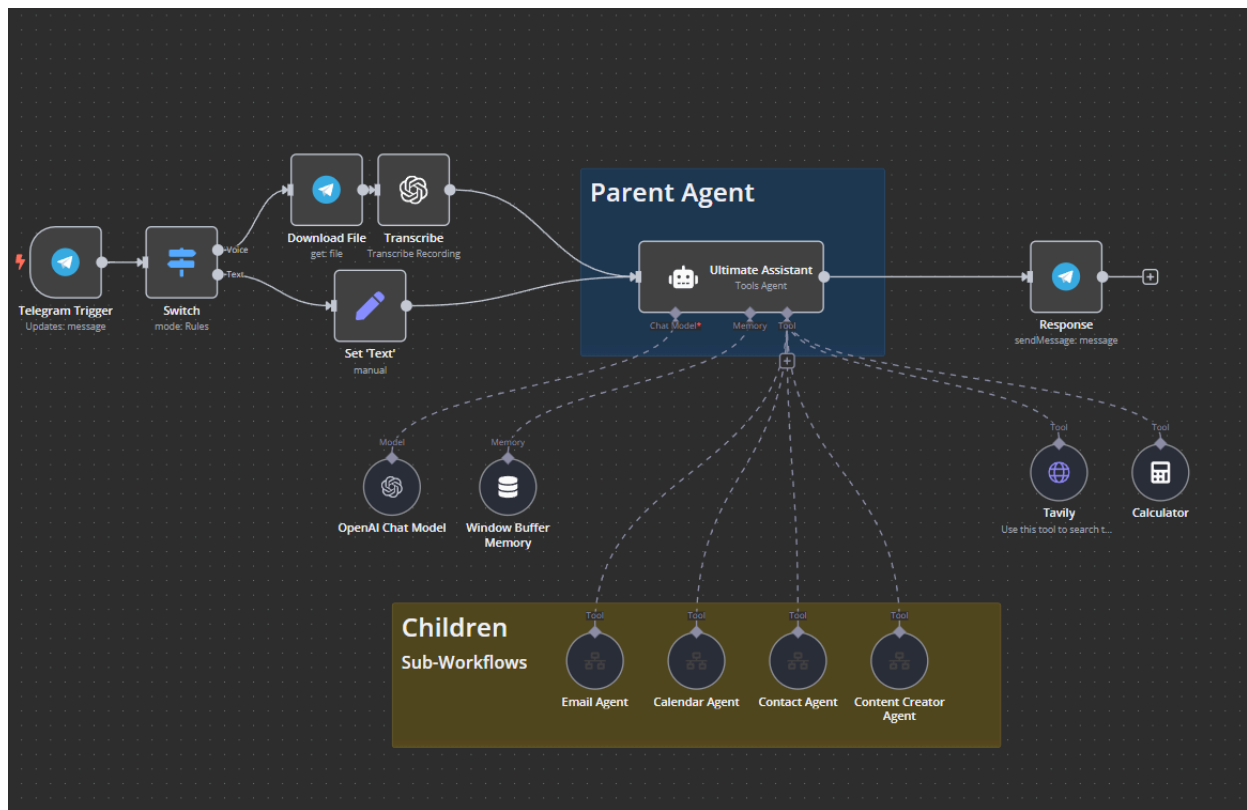 Parent Agent
Voice
Text
Download File
get: file
Transcribe
Transcribe Recording
Telegram Trigger
Updates: message
Switch
mode: Rules
Set 'Text'
manual
Ultimate Assistant
Tools Agent
Chat Model*
Memory
Tool
Response
sendMessage: message
Model
OpenAI Chat Model
Memory
Window Buffer
Memory
Tool
Tavily
Use this tool to search t...
Tool
Calculator
Children
Sub-Workflows
Tool
Email Agent
Tool
Calendar Agent
Tool
Contact Agent
Tool
Content Creator
Agent